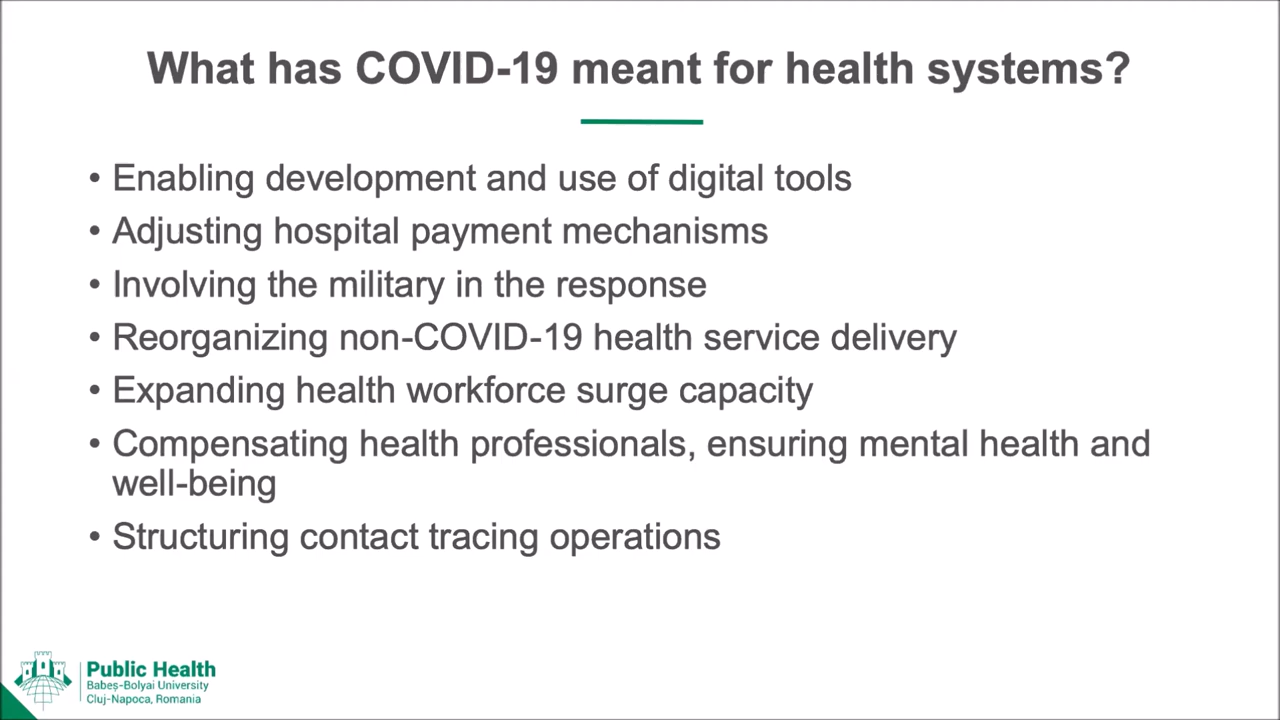 What has COVID-19 meant for health systems?
• Enabling development and use of digital tools
• Adjusting hospital payment mechanisms
• Involving the military in the response
• Reorganizing non-COVID-19 health service delivery
• Expanding health workforce surge capacity
• Compensating health professionals, ensuring mental health and
well-being
• Structuring contact tracing operations
Public Health
Babeș-Bolyai University
Cluj-Napoca, Romania